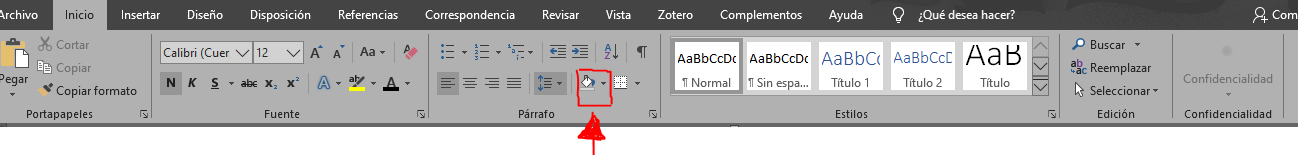 Archivo Inicio Insertar Diseño Disposición Referencias Correspondencia Revisar Vista Zotero Complementos Ayuda ¿Qué desea hacer? Com
Pegar
Cortar
Copiar
Copiar formato
Portapapeles
Calibri (Cuer 12 A A Aa A
N K S abc x₂ x² A ab A
Fuente
A Z ¶
Párrafo
AaBbCcDc AaBbCcDc AaBbCc AaBbCcD AaB
¶ Normal ¶ Sin espa... Título 1 Título 2 Título
Estilos
Buscar
Reemplazar
Seleccionar
Edición
Confidencialidad
Confidencialidad